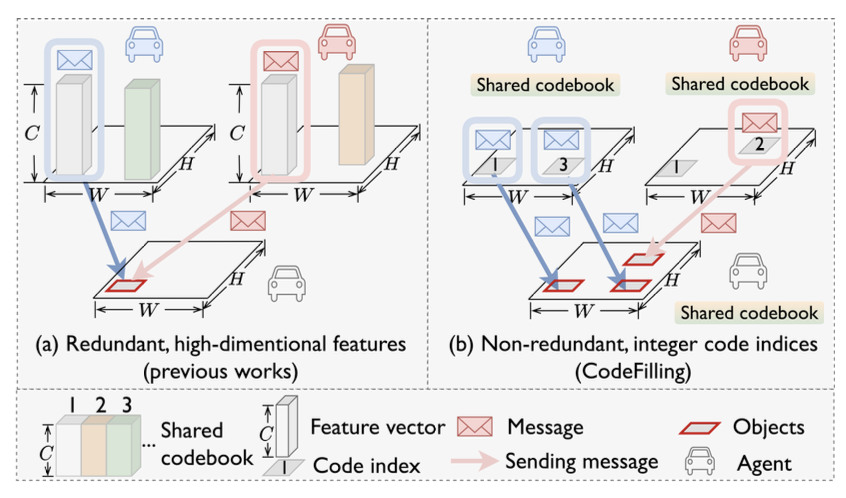 C
W
H
C
W
H
W
H
(a) Redundant, high-dimentional features
(previous works)
Shared codebook
Shared codebook
1
3
W
H
1
2
W
H
W
H
Shared codebook
(b) Non-redundant, integer code indices
(CodeFilling)
1 2 3
C
... Shared
codebook
C
Feature vector
1
Code index
Message
Sending message
Objects
Agent